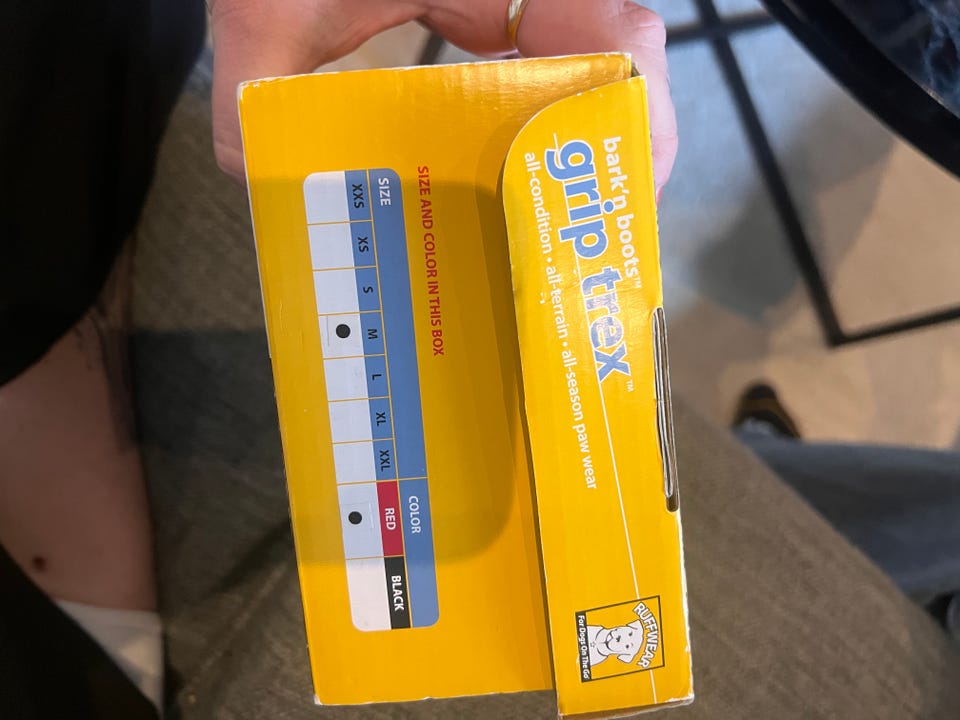 bark'n boots™
grip trex™
all-condition • all-terrain • all-season paw wear
RUFFWEAR
For Dogs On The Go
SIZE AND COLOR IN THIS BOX
SIZE COLOR
XXS XS S M L XL XXL RED BLACK